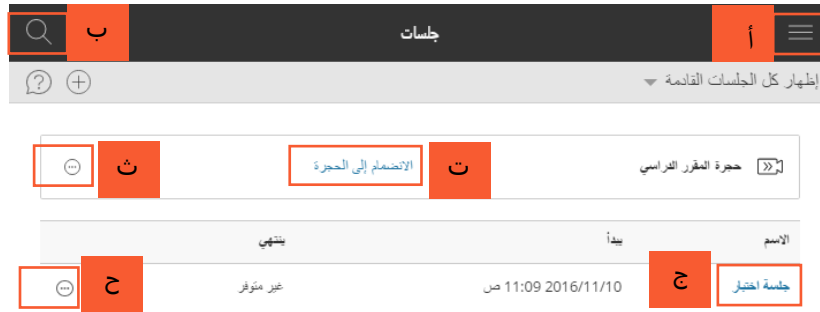 أ جلسات ب
إظهار كل الجلسات القادمة
حجرة المقرر الدراسي ت الانضمام إلى الحجرة ث
الاسم يبدأ ينتهي
جلسة اختبار ج 2016/11/10 11:09 ص غير متوفر ح